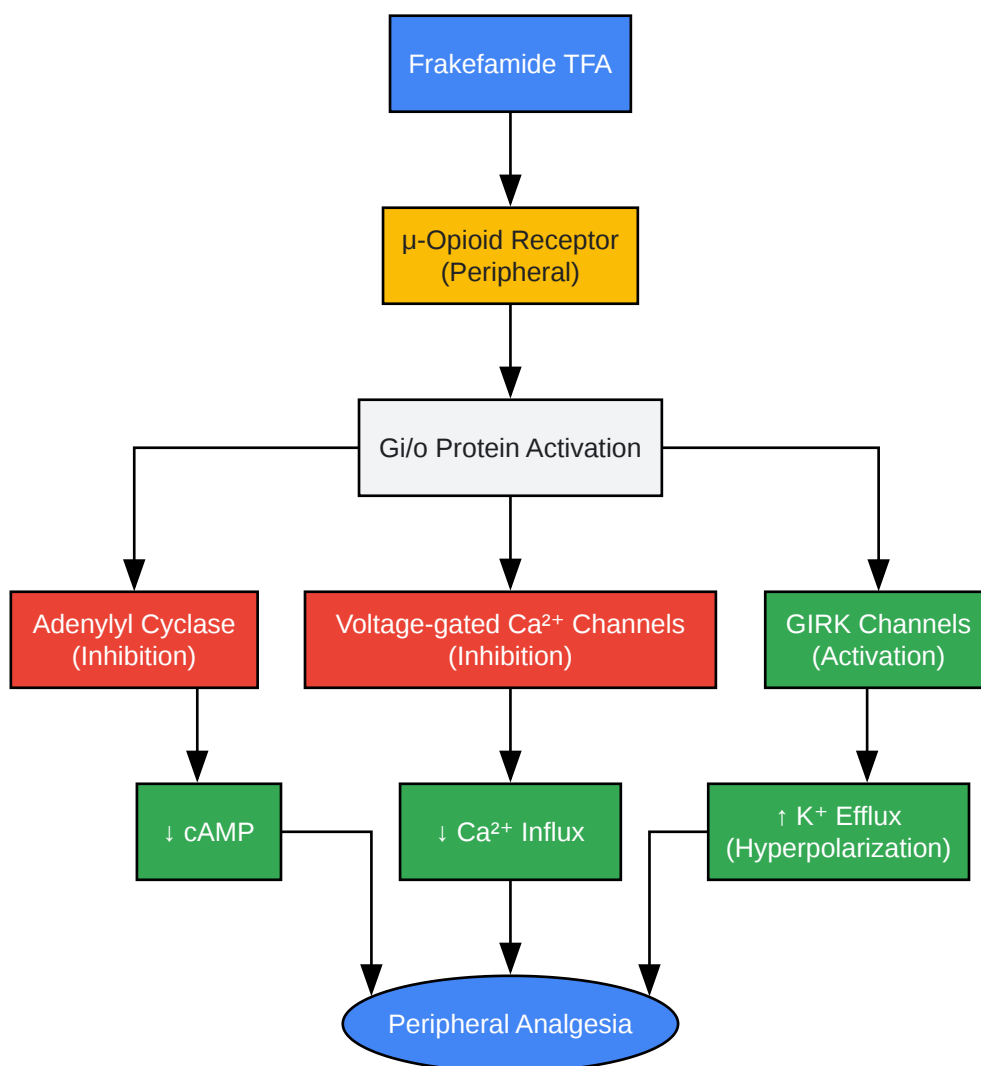 Frakefamide TFA
μ-Opioid Receptor
(Peripheral)
Gi/o Protein Activation
Adenylyl Cyclase
(Inhibition)
Voltage-gated Ca²⁺ Channels
(Inhibition)
GIRK Channels
(Activation)
↓ cAMP
↓ Ca²⁺ Influx
↑ K⁺ Efflux
(Hyperpolarization)
Peripheral Analgesia